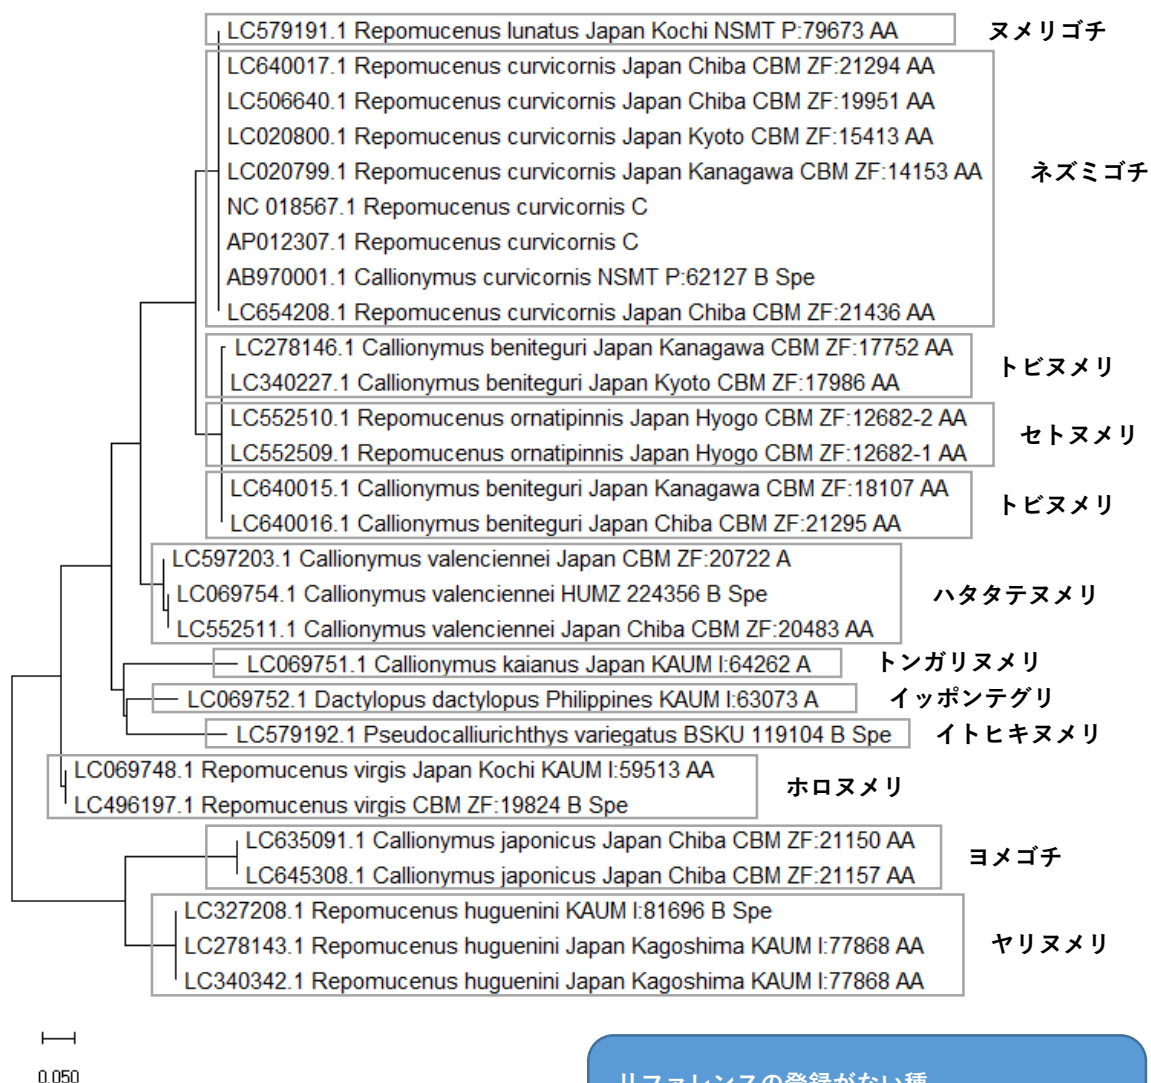 LC579191.1 Repomucenus lunatus Japan Kochi NSMT P:79673 AA
ヌメリゴチ
LC640017.1 Repomucenus curvicornis Japan Chiba CBM ZF:21294 AA
LC506640.1 Repomucenus curvicornis Japan Chiba CBM ZF:19951 AA
LC020800.1 Repomucenus curvicornis Japan Kyoto CBM ZF:15413 AA
LC020799.1 Repomucenus curvicornis Japan Kanagawa CBM ZF:14153 AA
ネズミゴチ
NC 018567.1 Repomucenus curvicornis C
AP012307.1 Repomucenus curvicornis C
AB970001.1 Callionymus curvicornis NSMT P:62127 B Spe
LC654208.1 Repomucenus curvicornis Japan Chiba CBM ZF:21436 AA
LC278146.1 Callionymus beniteguri Japan Kanagawa CBM ZF:17752 AA
トビヌメリ
LC340227.1 Callionymus beniteguri Japan Kyoto CBM ZF:17986 AA
LC552510.1 Repomucenus ornatipinnis Japan Hyogo CBM ZF:12682-2 AA
セトヌメリ
LC552509.1 Repomucenus ornatipinnis Japan Hyogo CBM ZF:12682-1 AA
LC640015.1 Callionymus beniteguri Japan Kanagawa CBM ZF:18107 AA
トビヌメリ
LC640016.1 Callionymus beniteguri Japan Chiba CBM ZF:21295 AA
LC597203.1 Callionymus valenciennei Japan CBM ZF:20722 A
LC069754.1 Callionymus valenciennei HUMZ 224356 B Spe
ハタタテヌメリ
LC552511.1 Callionymus valenciennei Japan Chiba CBM ZF:20483 AA
LC069751.1 Callionymus kaianus Japan KAUM I:64262 A
トンガリヌメリ
LC069752.1 Dactylopus dactylopus Philippines KAUM I:63073 A
イッポンテグリ
LC579192.1 Pseudocalliurichthys variegatus BSKU 119104 B Spe
イトヒキヌメリ
LC069748.1 Repomucenus virgis Japan Kochi KAUM I:59513 AA
ホロヌメリ
LC496197.1 Repomucenus virgis CBM ZF:19824 B Spe
LC635091.1 Callionymus japonicus Japan Chiba CBM ZF:21150 AA
ヨメゴチ
LC645308.1 Callionymus japonicus Japan Chiba CBM ZF:21157 AA
LC327208.1 Repomucenus huguenini KAUM I:81696 B Spe
LC278143.1 Repomucenus huguenini Japan Kagoshima KAUM I:77868 AA
ヤリヌメリ
LC340342.1 Repomucenus huguenini Japan Kagoshima KAUM I:77868 AA
0.050
リファレンスの登録がない種